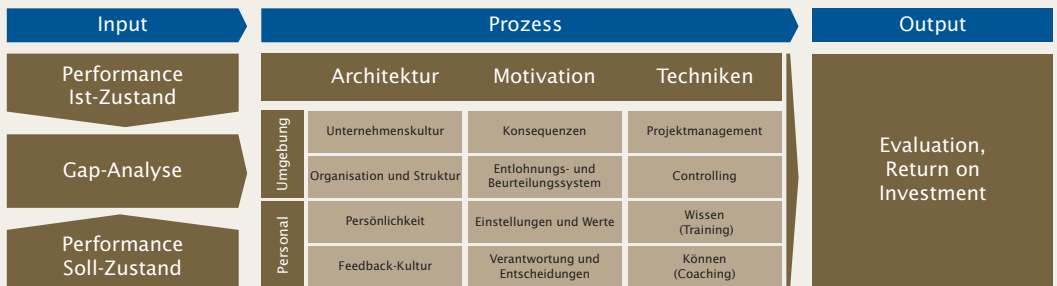 Input
Prozess
Output
Performance
Ist-Zustand
Gap-Analyse
Performance
Soll-Zustand
Architektur
Motivation
Techniken
Umgebung
Unternehmenskultur
Konsequenzen
Projektmanagement
Organisation und Struktur
Entlohnungs- und
Beurteilungssystem
Controlling
Personal
Persönlichkeit
Einstellungen und Werte
Wissen
(Training)
Feedback-Kultur
Verantwortung und
Entscheidungen
Können
(Coaching)
Evaluation,
Return on
Investment